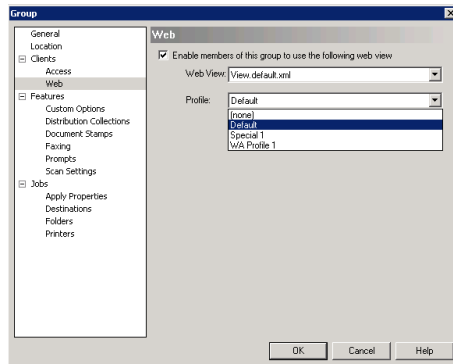 Group
General
Location
Clients
Access
Web
Features
Custom Options
Distribution Collections
Document Stamps
Faxing
Prompts
Scan Settings
Jobs
Apply Properties
Destinations
Folders
Printers
Web
Enable members of this group to use the following web view
Web View: View.default.xml
Profile: Default
(none)
Default
Special 1
WA Profile 1
OK Cancel Help